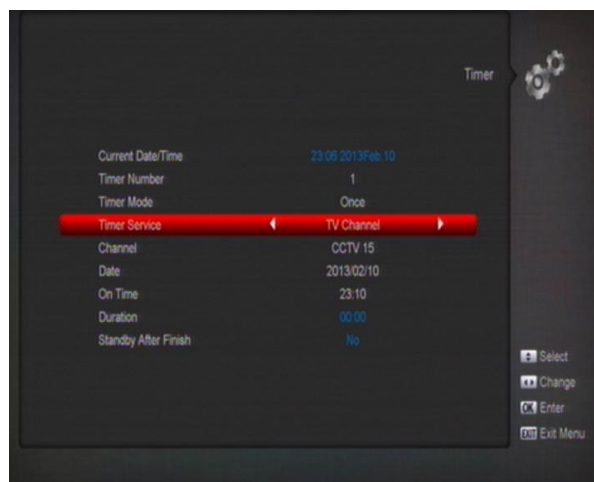 Timer
Current Date/Time 23:06 2013Feb.10
Timer Number 1
Timer Mode Once
Timer Service TV Channel
Channel CCTV 15
Date 2013/02/10
On Time 23:10
Duration 00:00
Standby After Finish No
Select
Change
OK Enter
EXIT Exit Menu